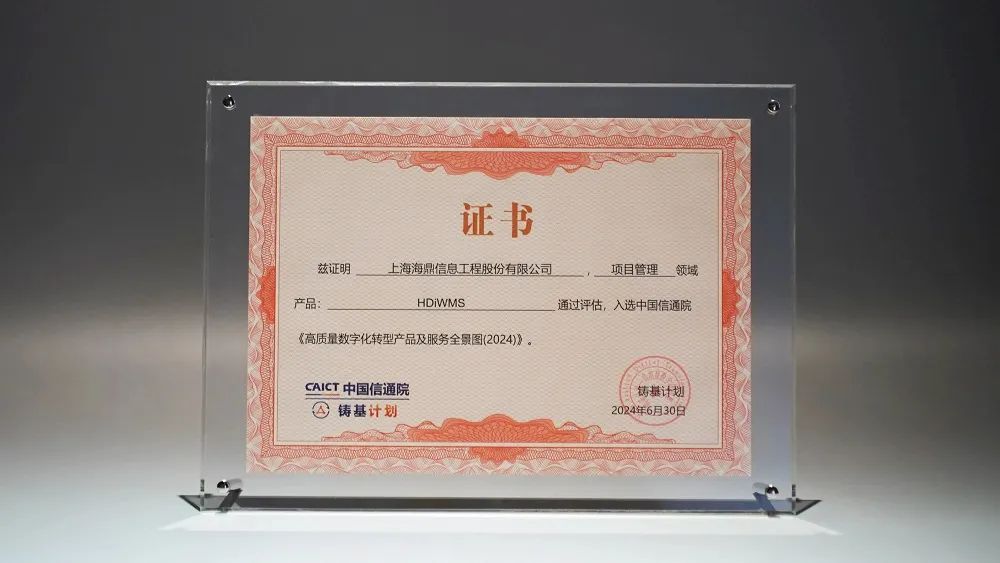 证书
兹证明 上海海鼎信息工程股份有限公司 , 项目管理 领域
产品: HDiWMS 通过评估，入选中国信通院
《高质量数字化转型产品及服务全景图(2024)》。
CAICT 中国信通院
铸基计划
铸基计划
2024年6月30日